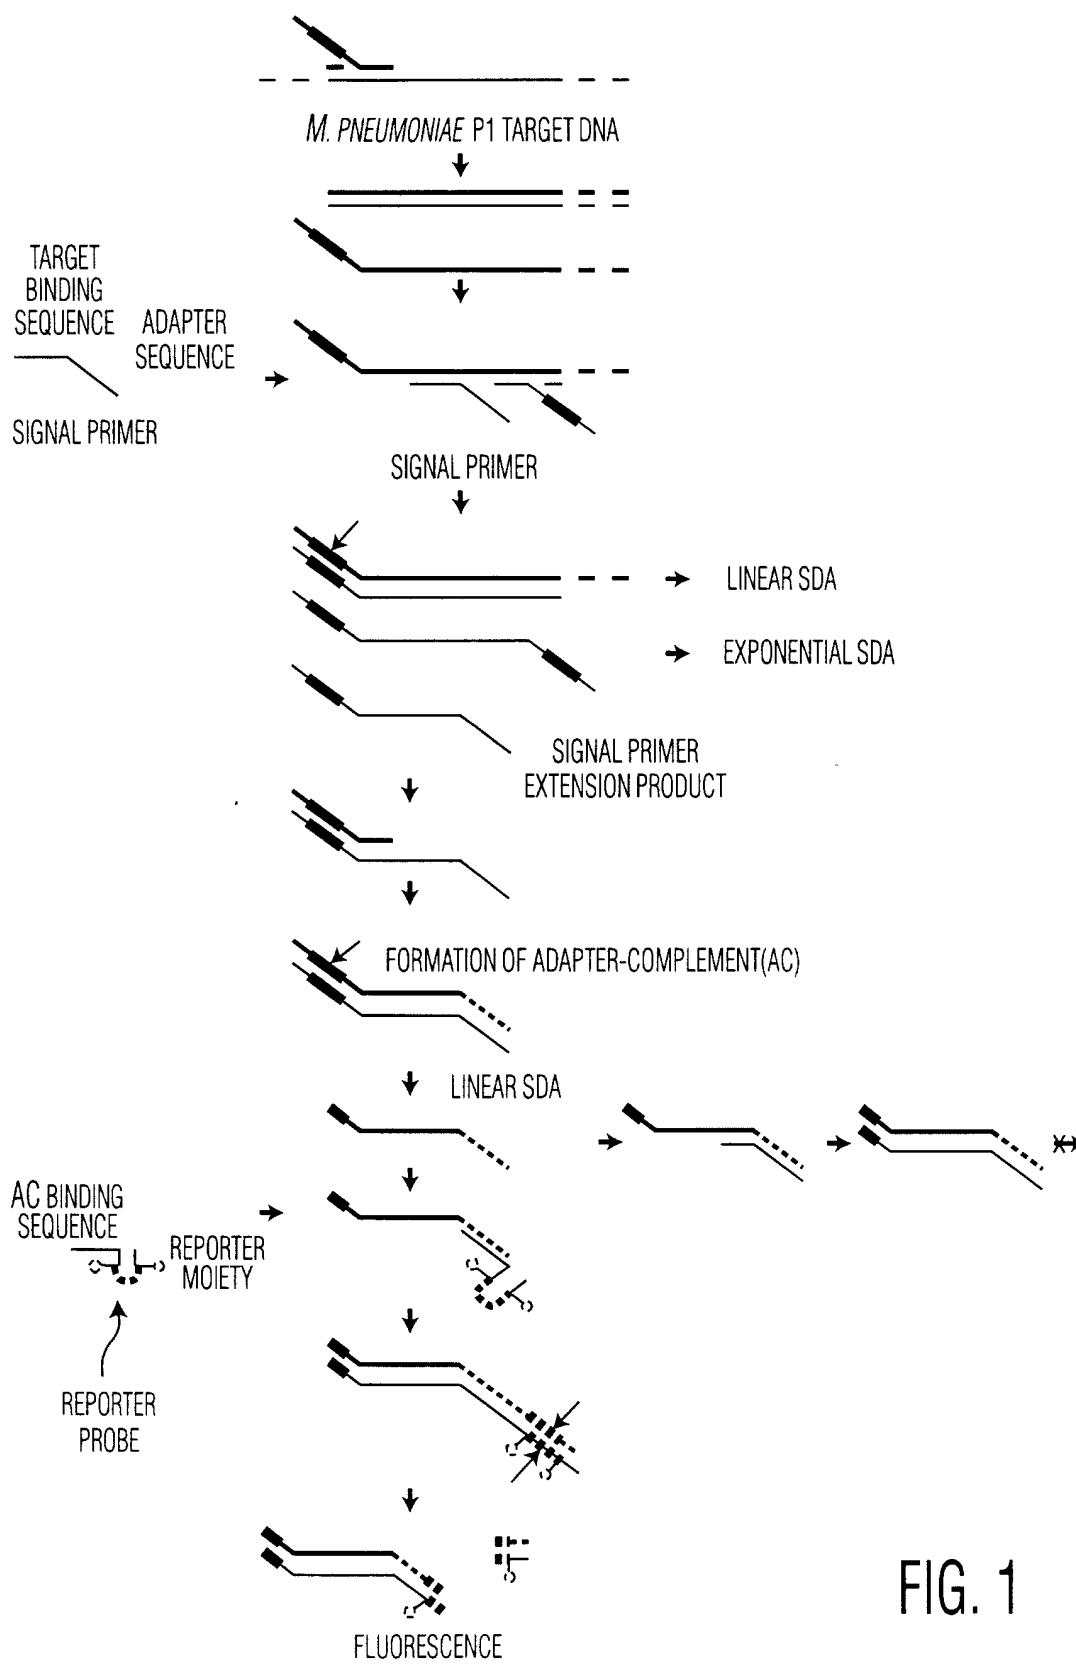 M. PNEUMONIAE P1 TARGET DNA
TARGET
BINDING
SEQUENCE
ADAPTER
SEQUENCE
SIGNAL PRIMER
SIGNAL PRIMER
LINEAR SDA
EXPONENTIAL SDA
SIGNAL PRIMER
EXTENSION PRODUCT
FORMATION OF ADAPTER-COMPLEMENT(AC)
LINEAR SDA
AC BINDING
SEQUENCE
REPORTER
MOIETY
REPORTER
PROBE
FLUORESCENCE
FIG. 1